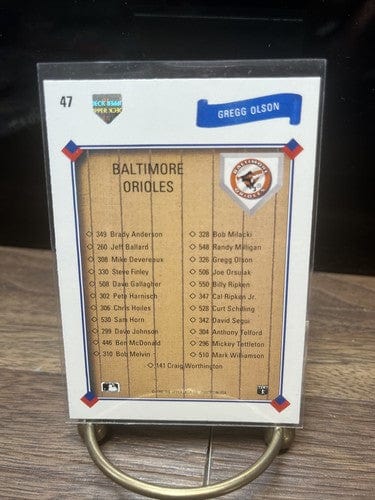 47
GREGG OLSON
BALTIMORE
ORIOLES
BALTIMORE
ORIOLES
349 Brady Anderson
260 Jeff Ballard
308 Mike Devereaux
330 Steve Finley
508 Dave Gallagher
302 Pete Harnisch
306 Chris Hoiles
530 Sam Horn
299 Dave Johnson
446 Ben McDonald
310 Bob Melvin
328 Bob Milacki
548 Randy Milligan
326 Gregg Olson
506 Joe Orsulak
550 Billy Ripken
347 Cal Ripken Jr.
528 Curt Schilling
342 David Segui
304 Anthony Telford
296 Mickey Tettleton
510 Mark Williamson
141 Craig Worthington